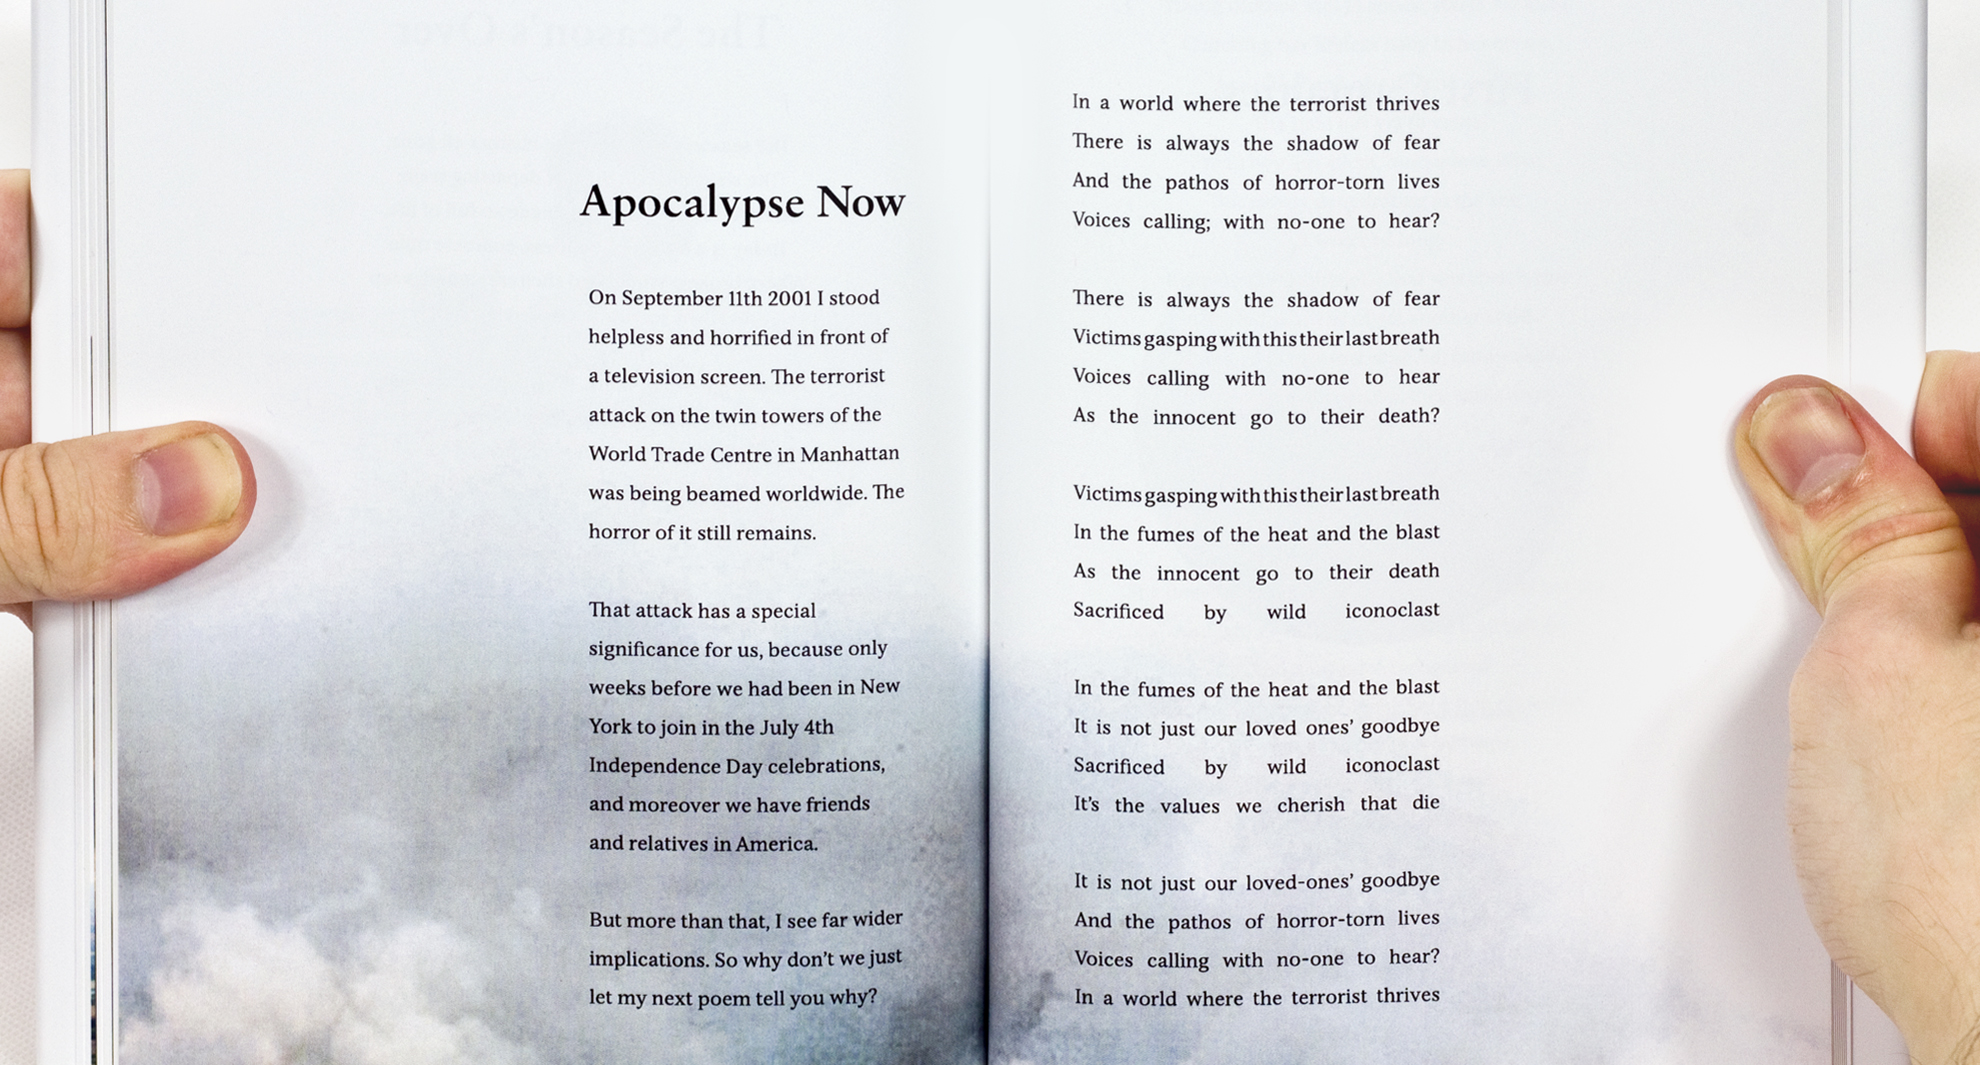 Apocalypse Now
On September 11th 2001 I stood
helpless and horrified in front of
a television screen. The terrorist
attack on the twin towers of the
World Trade Centre in Manhattan
was being beamed worldwide. The
horror of it still remains.
That attack has a special
significance for us, because only
weeks before we had been in New
York to join in the July 4th
Independence Day celebrations,
and moreover we have friends
and relatives in America.
But more than that, I see far wider
implications. So why don't we just
let my next poem tell you why?
In a world where the terrorist thrives
There is always the shadow of fear
And the pathos of horror-torn lives
Voices calling; with no-one to hear?
There is always the shadow of fear
Victims gasping with this their last breath
Voices calling with no-one to hear
As the innocent go to their death?
Victims gasping with this their last breath
In the fumes of the heat and the blast
As the innocent go to their death
Sacrificed by wild iconoclast
In the fumes of the heat and the blast
It is not just our loved ones' goodbye
Sacrificed by wild iconoclast
It's the values we cherish that die
It is not just our loved-ones' goodbye
And the pathos of horror-torn lives
Voices calling with no-one to hear?
In a world where the terrorist thrives